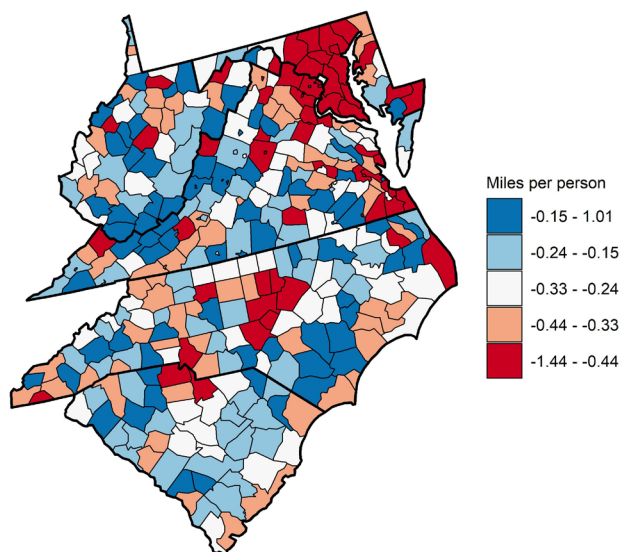 Miles per person
-0.15 - 1.01
-0.24 - -0.15
-0.33 - -0.24
-0.44 - -0.33
-1.44 - -0.44